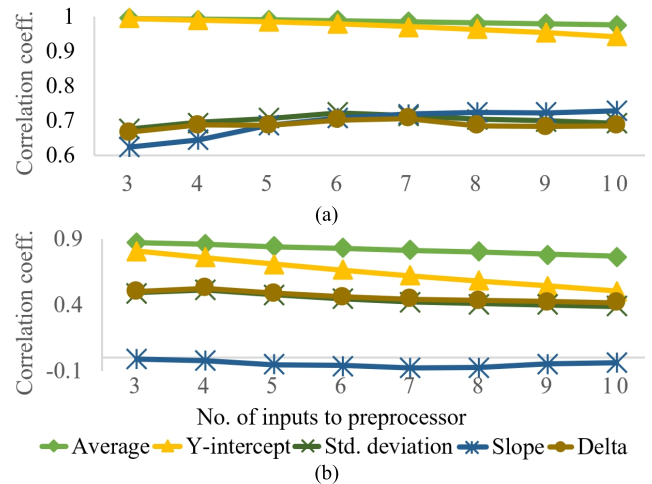 Correlation coeff.
1
0.9
0.8
0.7
0.6
3 4 5 6 7 8 9 10
(a)
Correlation coeff.
0.9
0.4
-0.1
3 4 5 6 7 8 9 10
No. of inputs to preprocessor
Average Y-intercept Std. deviation Slope Delta
(b)